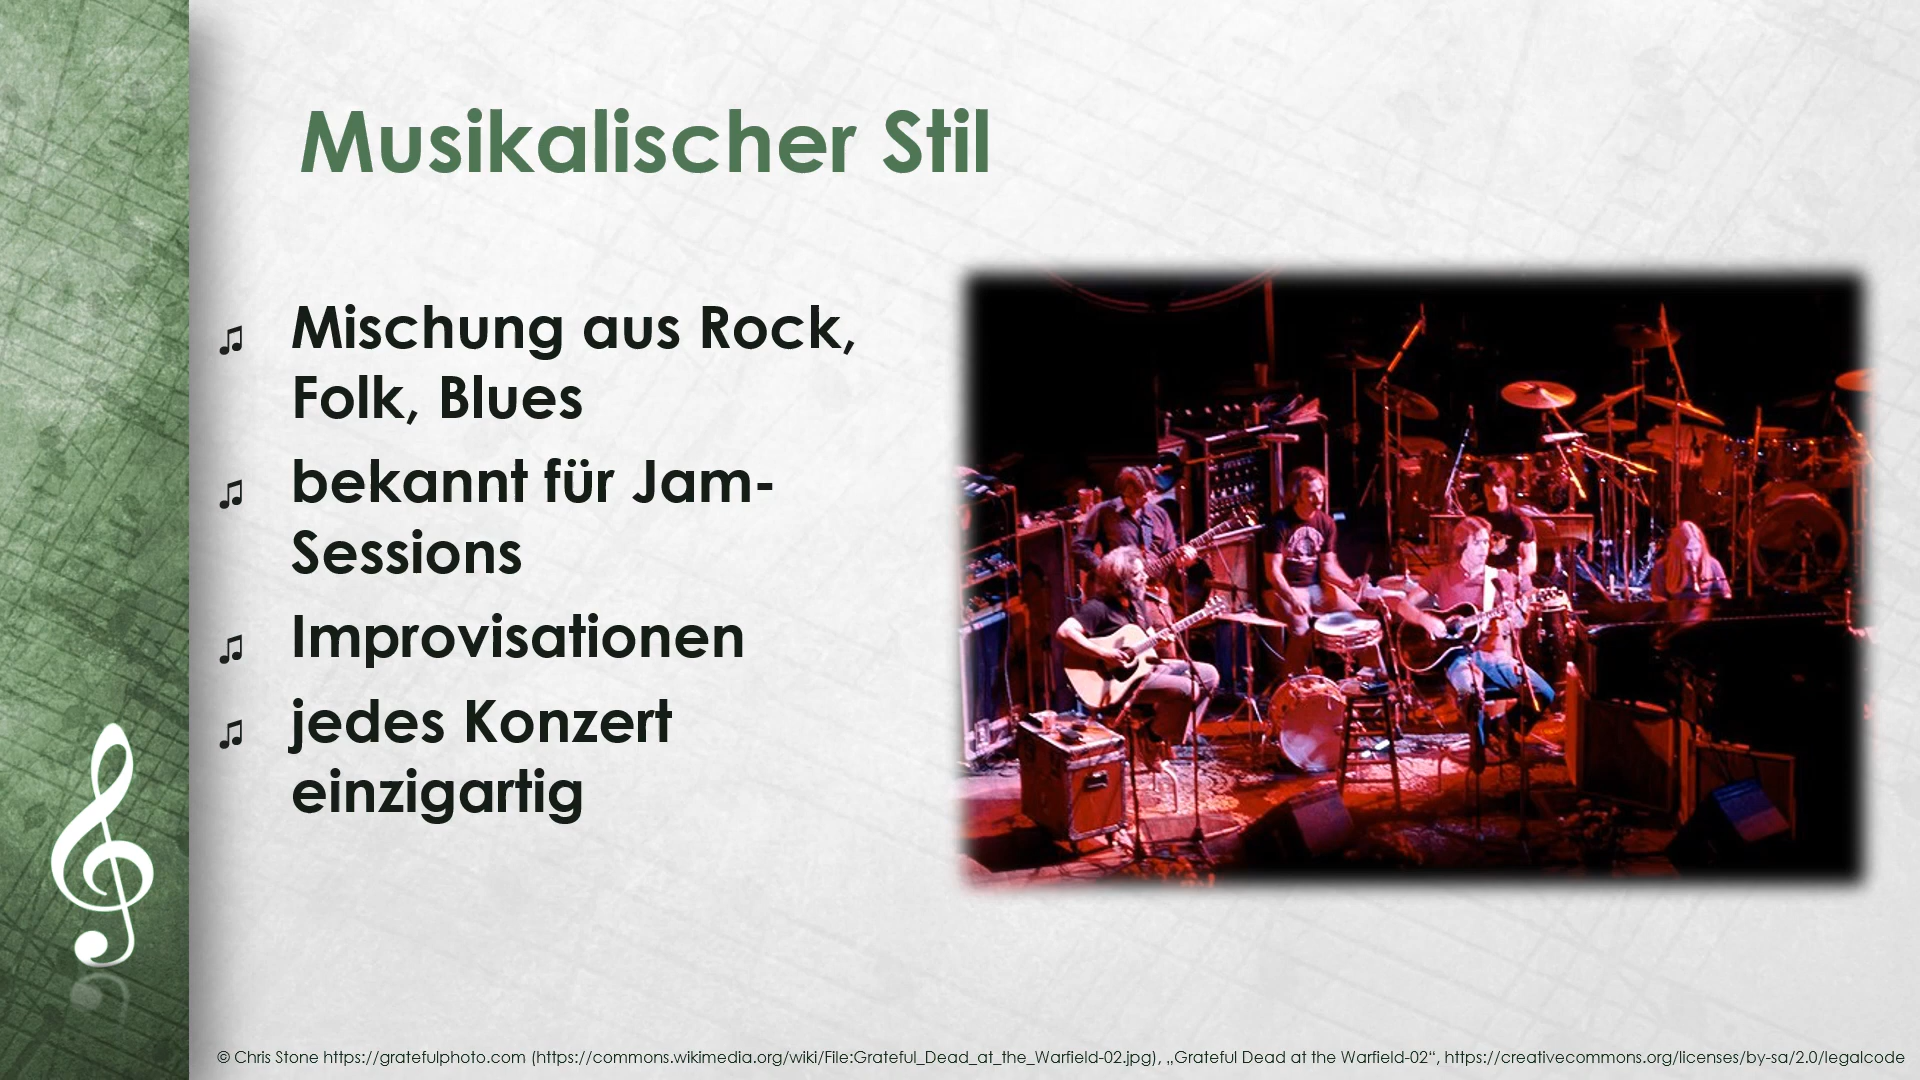 Musikalischer Stil
♫ Mischung aus Rock,
Folk, Blues
♫ bekannt für Jam-
Sessions
♫ Improvisationen
♫ jedes Konzert
einzigartig
© Chris Stone https://gratefulphoto.com (https://commons.wikimedia.org/wiki/File:Grateful_Dead_at_the_Warfield-02.jpg), „Grateful Dead at the Warfield-02“, https://creativecommons.org/licenses/by-sa/2.0/legalcode